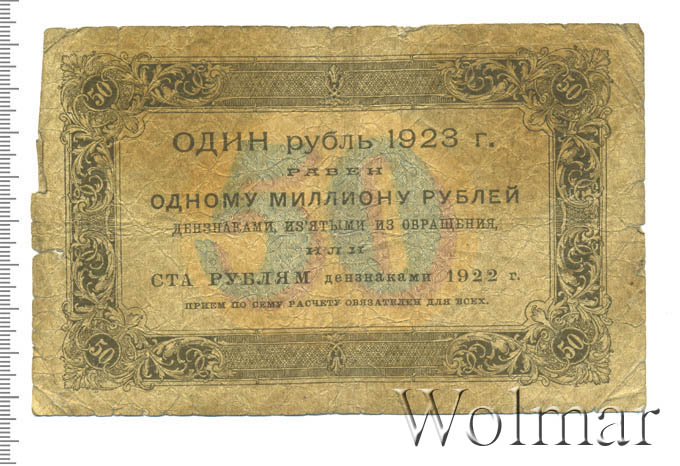 50 50
ОДИН рубль 1923 г.
РАВЕН
ОДНОМУ МИЛЛИОНУ РУБЛЕЙ
ДЕНЗНАКАМИ, ИЗ'ЯТЫМИ ИЗ ОБРАЩЕНИЯ,
ИЛИ
СТА РУБЛЯМ дензнаками 1922 г.
ПРИЕМ ПО СЕМУ РАСЧЕТУ ОБЯЗАТЕЛЕН ДЛЯ ВСЕХ.
50
50 50
Wolmar